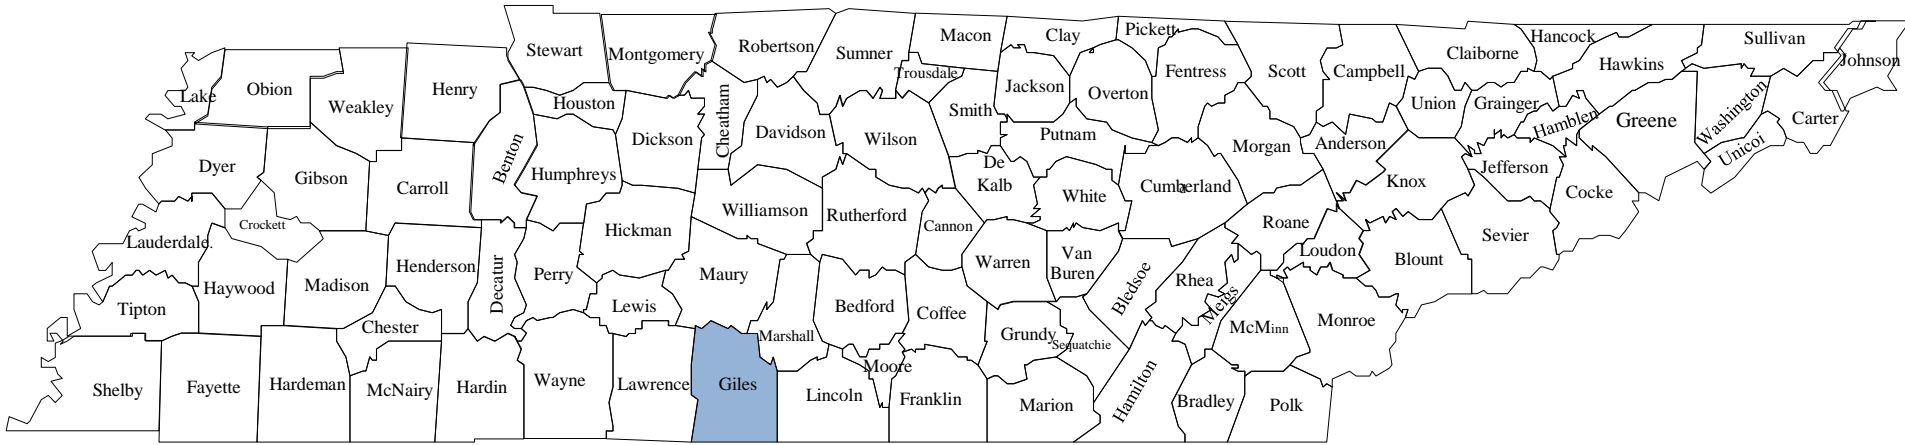 Stewart
Montgomery
Robertson
Sumner
Macon
Clay
Pickett
Hancock
Sullivan
Johnson
Lake
Obion
Weakley
Henry
Houston
Trousdale
Jackson
Overton
Fentress
Scott
Campbell
Claiborne
Hawkins
Union
Grainger
Hamblen
Greene
Washington
Carter
Unicoi
Dyer
Gibson
Carroll
Benton
Humphreys
Dickson
Cheatham
Davidson
Wilson
Smith
Putnam
De
Kalb
White
Cumberland
d
Morgan
Anderson
Knox
Jefferson
Cocke
Crockett
Lauderdale.
Hickman
Williamson
Rutherford
Cannon
Roane
Loudon
Sevier
Blount
Tipton
Haywood
Madison
Henderson
Decatur
Perry
Lewis
Maury
Bedford
Coffee
Warren
Van
Buren
Bledsoe
Rhea
Meigs
McMinn
Monroe
Chester
Marshall
Grundy
Sequatchie
Shelby
Fayette
Hardeman
McNairy
Hardin
Wayne
Lawrence
Giles
Lincoln
Moore
Franklin
Marion
Hamilton
Bradley
Polk